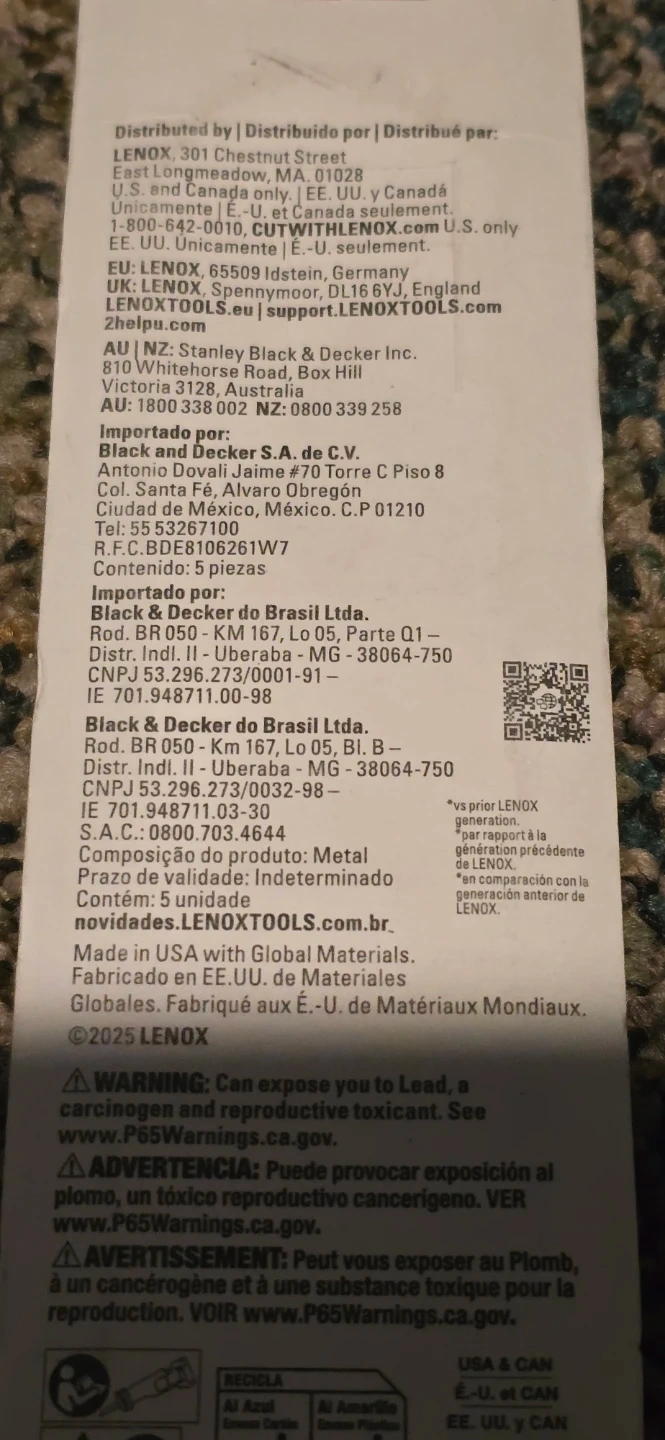 Distributed by | Distribuido por | Distribué par:
LENOX, 301 Chestnut Street
East Longmeadow, MA. 01028
U.S. and Canada only. | EE. UU. y Canadá
Únicamente | É.-U. et Canada seulement.
1-800-642-0010, CUTWITHLENOX.com U.S. only
EE. UU. Únicamente | É.-U. seulement.
EU: LENOX, 65509 Idstein, Germany
UK: LENOX, Spennymoor, DL16 6YJ, England
LENOXTOOLS.eu | support.LENOXTOOLS.com
2helpu.com
AU | NZ: Stanley Black & Decker Inc.
810 Whitehorse Road, Box Hill
Victoria 3128, Australia
AU: 1800 338 002 NZ: 0800 339 258
Importado por:
Black and Decker S.A. de C.V.
Antonio Dovali Jaime #70 Torre C Piso 8
Col. Santa Fé, Alvaro Obregón
Ciudad de México, México. C.P 01210
Tel: 55 53267100
R.F.C.BDE8106261W7
Contenido: 5 piezas
Importado por:
Black & Decker do Brasil Ltda.
Rod. BR 050 - KM 167, Lo 05, Parte Q1 –
Distr. Indl. II - Uberaba - MG - 38064-750
CNPJ 53.296.273/0001-91 –
IE 701.948711.00-98
Black & Decker do Brasil Ltda.
Rod. BR 050 - Km 167, Lo 05, Bl. B –
Distr. Indl. II - Uberaba - MG - 38064-750
CNPJ 53.296.273/0032-98 –
IE 701.948711.03-30
S.A.C.: 0800.703.4644
Composição do produto: Metal
Prazo de validade: Indeterminado
Contém: 5 unidade
novidades.LENOXTOOLS.com.br
*vs prior LENOX
generation.
*par rapport à la
génération précédente
de LENOX.
*en comparación con la
generación anterior de
LENOX.
Made in USA with Global Materials.
Fabricado en EE.UU. de Materiales
Globales. Fabriqué aux É.-U. de Matériaux Mondiaux.
©2025 LENOX
⚠ WARNING: Can expose you to Lead, a
carcinogen and reproductive toxicant. See
www.P65Warnings.ca.gov.
⚠ ADVERTENCIA: Puede provocar exposición al
plomo, un tóxico reproductivo cancerígeno. VER
www.P65Warnings.ca.gov.
⚠ AVERTISSEMENT: Peut vous exposer au Plomb,
à un cancérogène et à une substance toxique pour la
reproduction. VOIR www.P65Warnings.ca.gov.
RECICLA
Al Azul
Envase Cartón
Al Amarillo
Envase Plástico
USA & CAN
É.-U. et CAN
EE. UU. y CAN